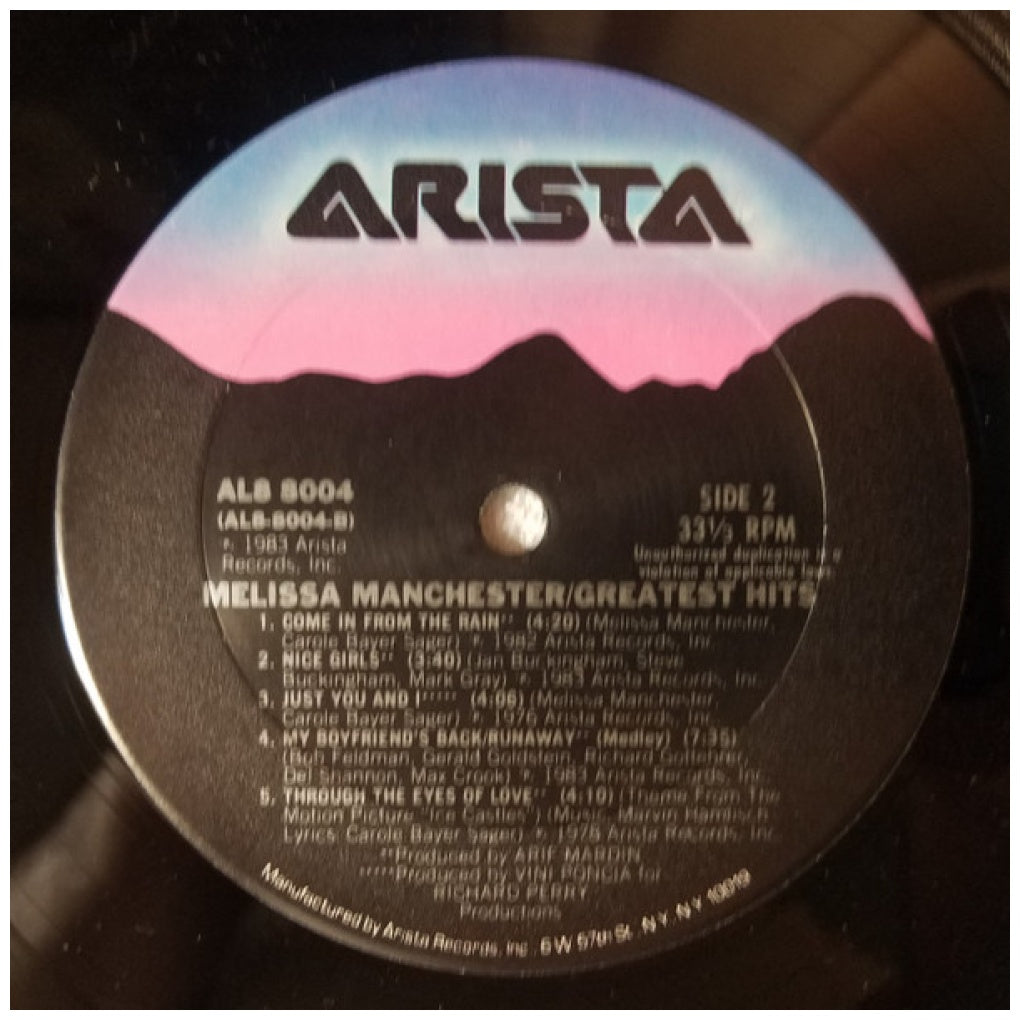 ARISTA
ALB 8004
(ALB-8004-B)
℗ 1983 Arista
Records, Inc.
SIDE 2
33⅓ RPM
Unauthorized duplication is a
violation of applicable laws
MELISSA MANCHESTER/GREATEST HITS
1. COME IN FROM THE RAIN** (4:20) (Melissa Manchester,
Carole Bayer Sager) ℗ 1982 Arista Records, Inc.
2. NICE GIRLS** (3:40) (Jan Buckingham, Steve
Buckingham, Mark Gray) ℗ 1983 Arista Records, Inc.
3. JUST YOU AND I***** (4:06) (Melissa Manchester,
Carole Bayer Sager) ℗ 1976 Arista Records, Inc.
4. MY BOYFRIEND'S BACK/RUNAWAY** (Medley) (7:35)
(Bob Feldman, Gerald Goldstein, Richard Gottehrer,
Del Shannon, Max Crook) ℗ 1983 Arista Records, Inc.
5. THROUGH THE EYES OF LOVE** (4:10) (Theme From The
Motion Picture "Ice Castles") (Music: Marvin Hamlisch
Lyrics: Carole Bayer Sager) ℗ 1978 Arista Records, Inc.
**Produced by ARIF MARDIN
*****Produced by VINI PONCIA for
RICHARD PERRY
Productions
Manufactured by Arista Records, Inc. 6 W 57th St. N.Y. N.Y. 10019